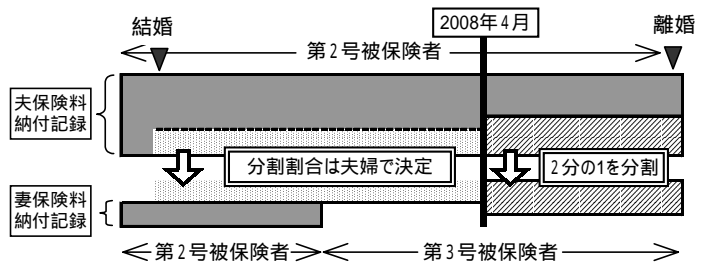 結婚
2008年4月
離婚
第2号被保険者
夫保険料
納付記録
分割割合は夫婦で決定
2分の1を分割
妻保険料
納付記録
第2号被保険者
第3号被保険者